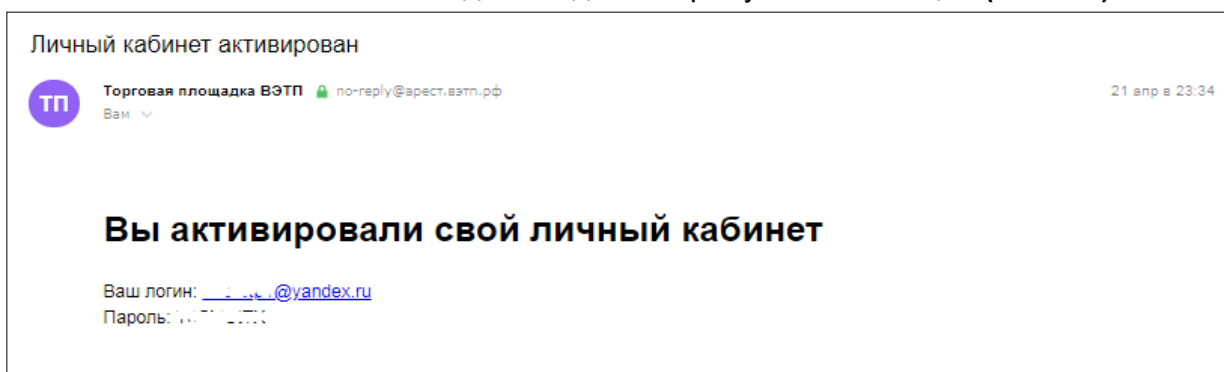 Личный кабинет активирован
ТП
Торговая площадка ВЭТП no-reply@арест.вэтп.рф
21 апр в 23:34
Вам
Вы активировали свой личный кабинет
Ваш логин: @yandex.ru
Пароль: